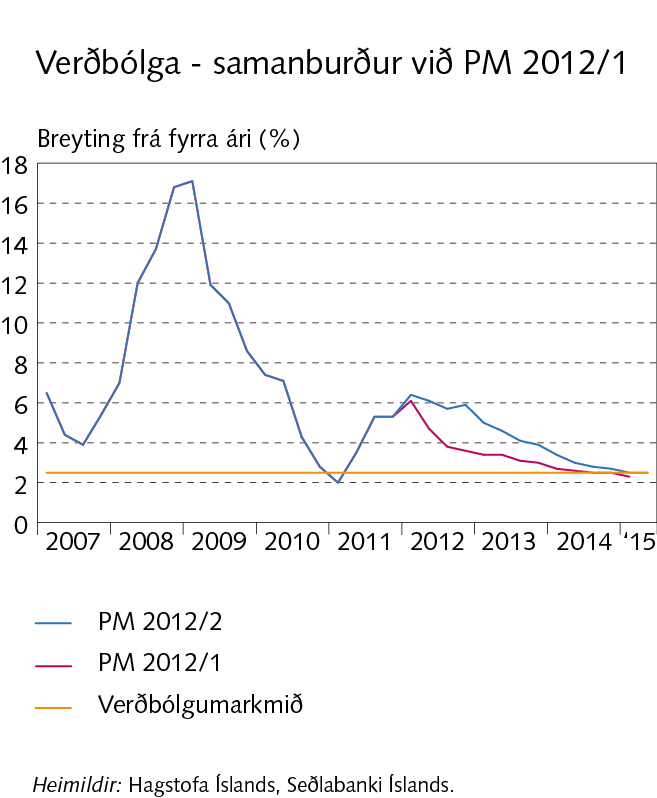 Verðbólga - samanburður við PM 2012/1
Breyting frá fyrra ári (%)
18
16
14
12
10
8
6
4
2
0
2007 2008 2009 2010 2011 2012 2013 2014 ‘15
PM 2012/2
PM 2012/1
Verðbólgumarkmið
Heimildir: Hagstofa Íslands, Seðlabanki Íslands.